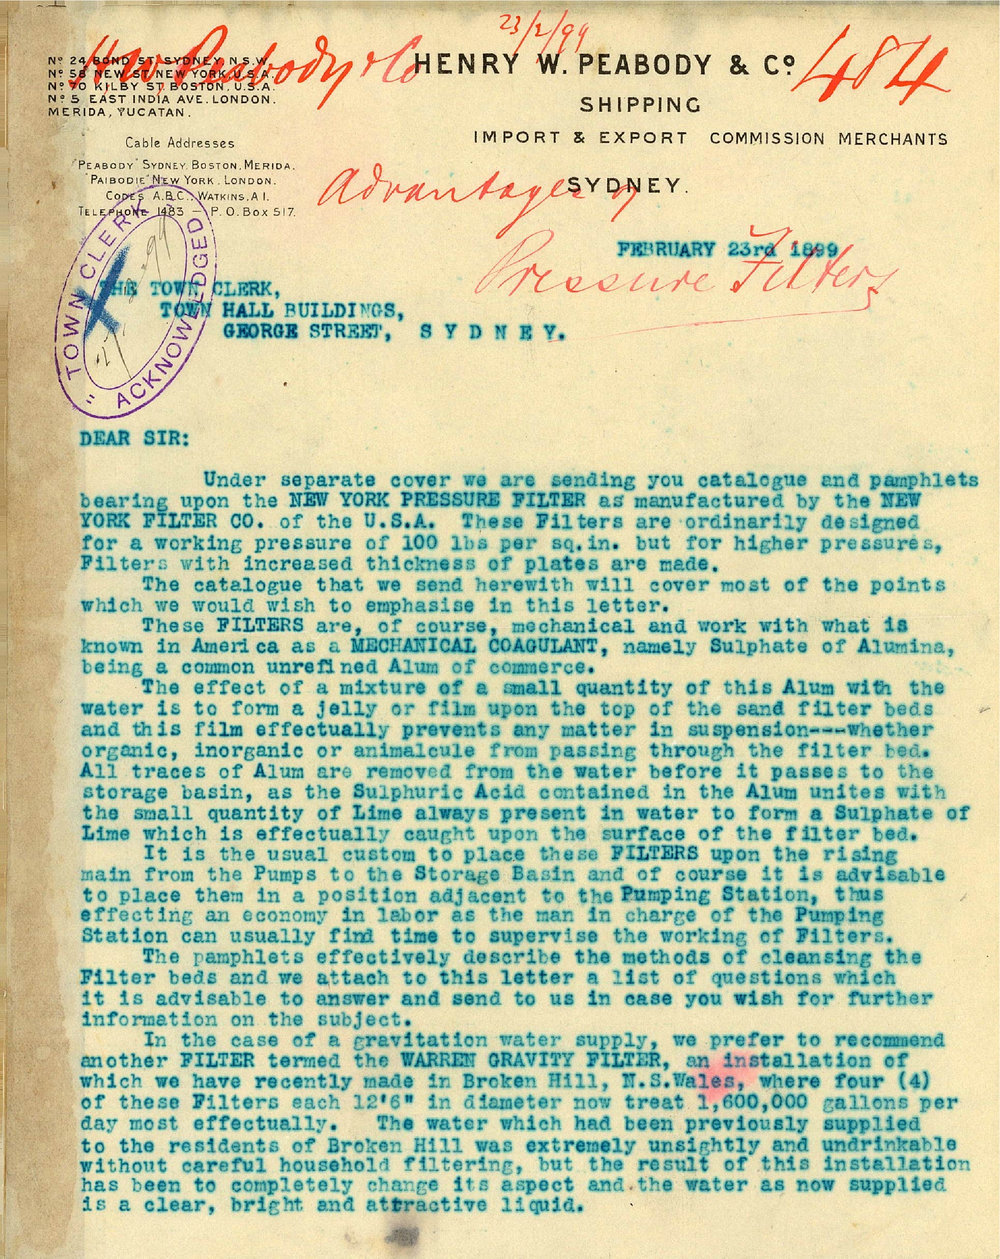 23/2/99
HW Peabody & Co
484
Nº 24 BOND ST. SYDNEY, N.S.W.
Nº 58 NEW ST. NEW YORK, U.S.A.
Nº 70 KILBY ST. BOSTON. U.S.A.
Nº 5 EAST INDIA AVE. LONDON.
MERIDA, YUCATAN.
Cable Addresses
"PEABODY" SYDNEY, BOSTON, MERIDA.
"PAIBODIE" NEW YORK, LONDON.
CODES A.B.C., WATKINS, A1.
TELEPHONE 1483 — P.O. BOX 517.
HENRY W. PEABODY & Cº
SHIPPING
IMPORT & EXPORT COMMISSION MERCHANTS
SYDNEY.
Advantages of
Pressure Filters
FEBRUARY 23rd 1899
"TOWN CLERK"
ACKNOWLEDGED
THE TOWN CLERK,
TOWN HALL BUILDINGS,
GEORGE STREET, S Y D N E Y.
DEAR SIR:
Under separate cover we are sending you catalogue and pamphlets
bearing upon the NEW YORK PRESSURE FILTER as manufactured by the NEW
YORK FILTER CO. of the U.S.A. These Filters are ordinarily designed
for a working pressure of 100 lbs per sq.in. but for higher pressures,
Filters with increased thickness of plates are made.
The catalogue that we send herewith will cover most of the points
which we would wish to emphasise in this letter.
These FILTERS are, of course, mechanical and work with what is
known in Ameri ca as a MECHANICAL COAGULANT, namely Sulphate of Alumina,
being a common unrefined Alum of commerce.
The effect of a mixture of a small quantity of this Alum with the
water is to form a jelly or film upon the top of the sand filter beds
and this film effectually prevents any matter in suspension---whether
organic, inorganic or animalcule from passing through the filter bed.
All traces of Alum are removed from the water before it passes to the
storage basin, as the Sulphuric Acid contained in the Alum unites with
the small quantity of Lime always present in water to form a Sulphate of
Lime which is effectually caught upon the surface of the filter bed.
It is the usual custom to place these FILTERS upon the rising
main from the Pumps to the Storage Basin and of course it is advisable
to place them in a position adjacent to the Pumping Station, thus
effecting an economy in labor as the man in charge of the Pumping
Station can usually find time to supervise the working of Filters.
The pamphlets effectively describe the methods of cleansing the
Filter beds and we attach to this letter a list of questions which
it is advisable to answer and send to us in case you wish for further
information on the subject.
In the case of a gravitation water supply, we prefer to recommend
another FILTER termed the WARREN GRAVITY FILTER, an installation of
which we have recently made in Broken Hill, N.S.Wales, where four (4)
of these Filters each 12'6" in diameter now treat 1,600,000 gallons per
day most effectually. The water which had been previously supplied
to the residents of Broken Hill was extremely unsightly and undrinkable
without careful household filtering, but the result of this installation
has been to completely change its aspect and the water as now supplied
is a clear, bright and attractive liquid.